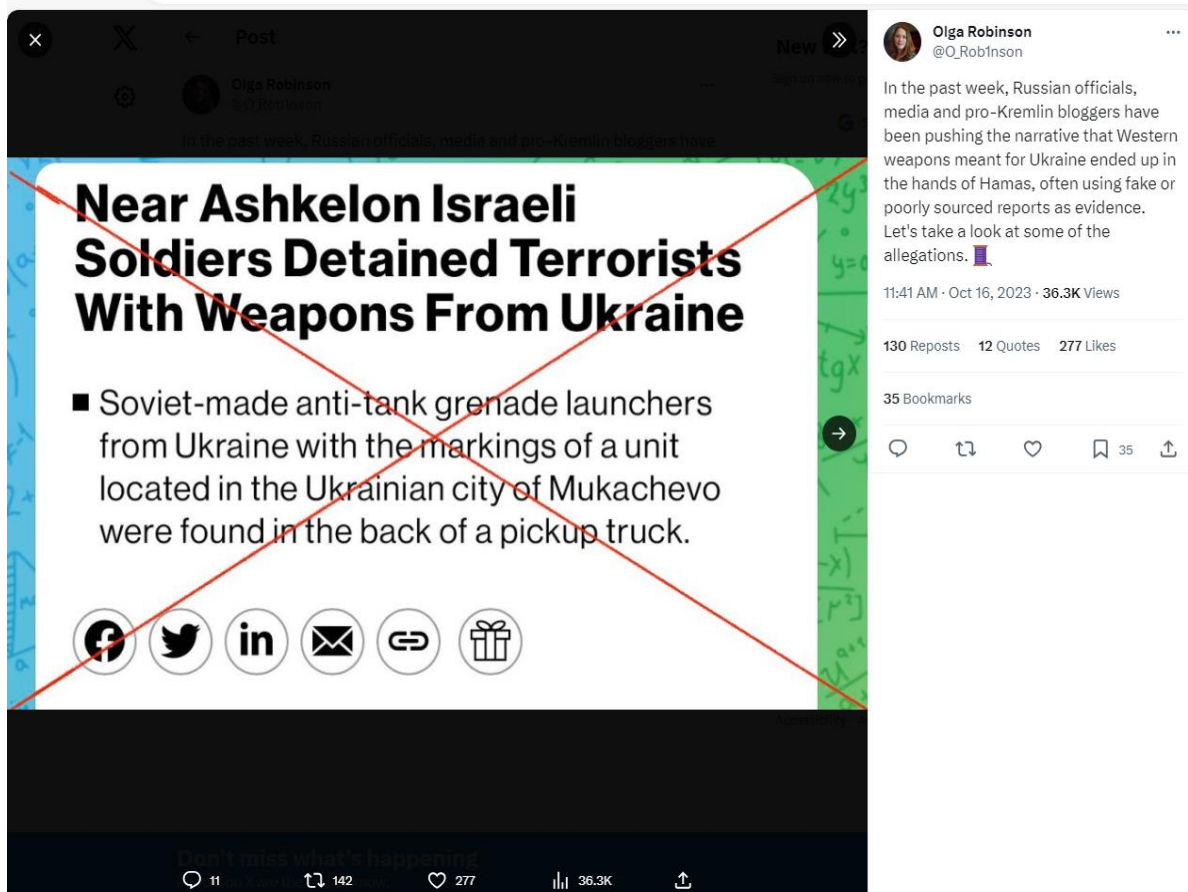 Post
New
Olga Robinson
@O_Rob1nson
In the past week, Russian officials, media and pro-Kremlin bloggers have
Near Ashkelon Israeli
Soldiers Detained Terrorists
With Weapons From Ukraine
■ Soviet-made anti-tank grenade launchers
from Ukraine with the markings of a unit
located in the Ukrainian city of Mukachevo
were found in the back of a pickup truck.
in
Don't miss what's happening
11 142 277 36.3K
Olga Robinson
@O_Rob1nson
In the past week, Russian officials,
media and pro-Kremlin bloggers have
been pushing the narrative that Western
weapons meant for Ukraine ended up in
the hands of Hamas, often using fake or
poorly sourced reports as evidence.
Let's take a look at some of the
allegations.
11:41 AM · Oct 16, 2023 · 36.3K Views
130 Reposts 12 Quotes 277 Likes
35 Bookmarks
35